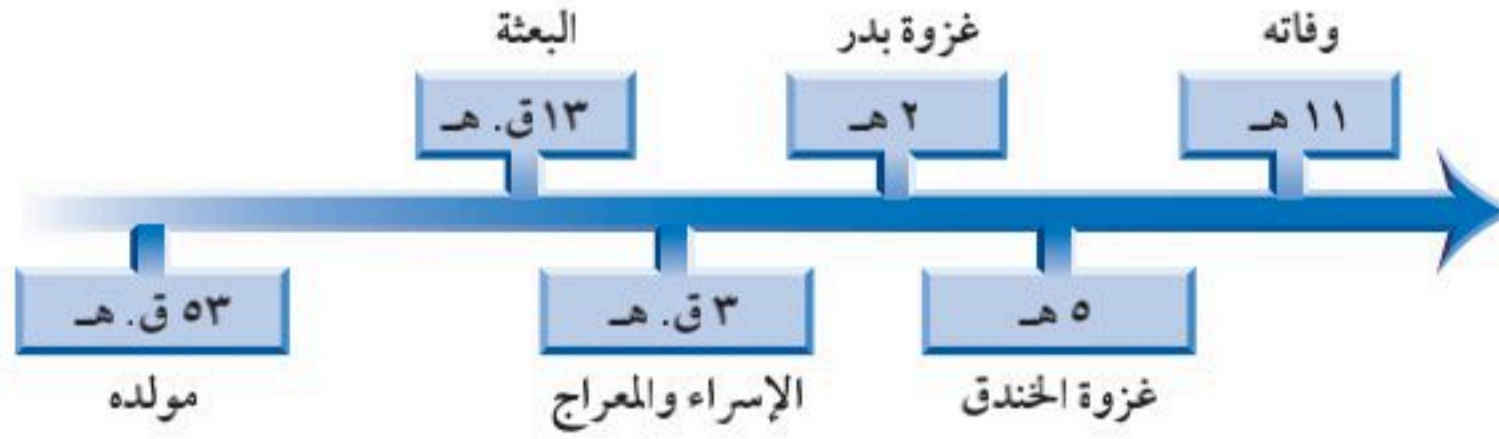 البعثة
غزوة بدر
وفاته
١٣ ق. هـ
٢ هـ
١١ هـ
٥٣ ق. هـ
٣ ق. هـ
٥ هـ
مولده
الإسراء والمعراج
غزوة الخندق